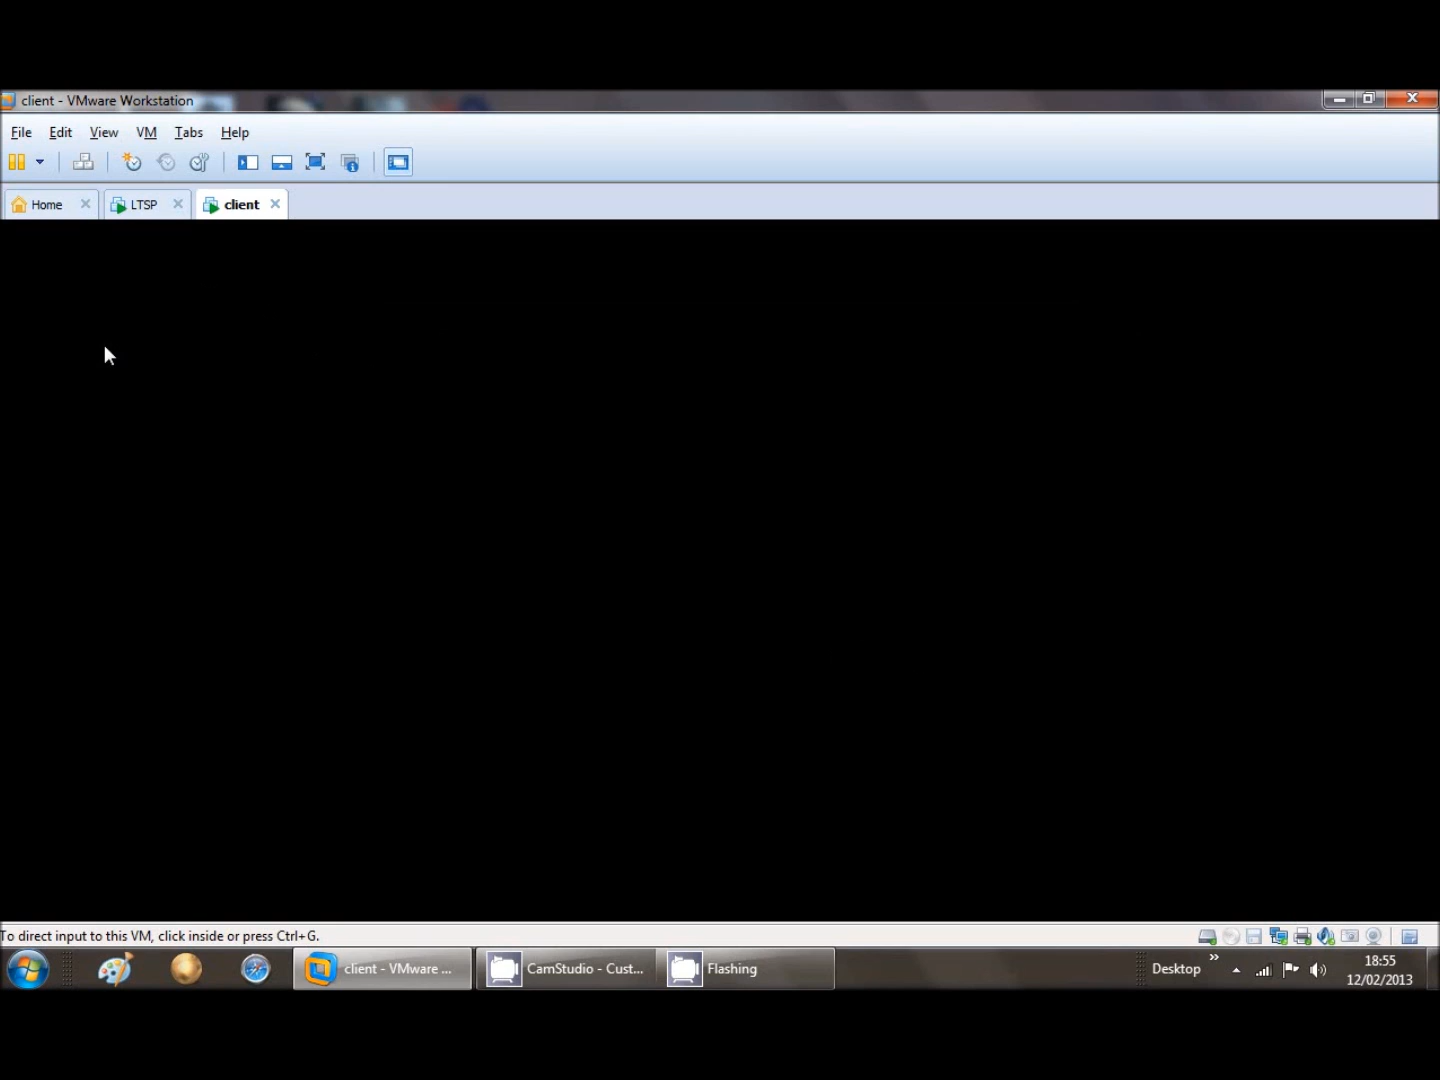 client - VMware Workstation
File Edit View VM Tabs Help
Home LTSP client
To direct input to this VM, click inside or press Ctrl+G.
client - VMware ... CamStudio - Cust... Flashing Desktop 18:55
12/02/2013